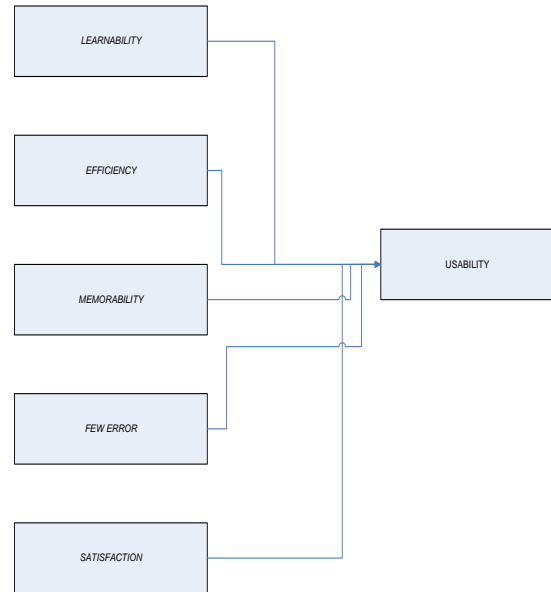 LEARNABILITY
EFFICIENCY
USABILITY
MEMORABILITY
FEW ERROR
SATISFACTION